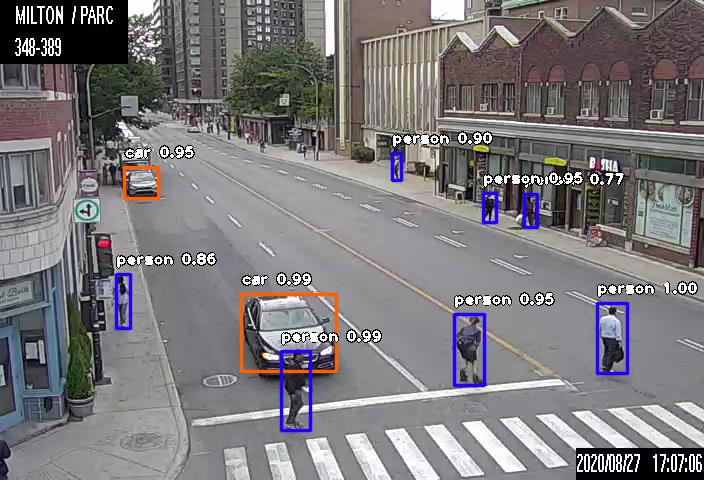 MILTON / PARC
348-389
person 0.90
car 0.95
person 0.95
0.77
BASHA
person 0.86
car 0.99
person 0.95
person 1.00
person 0.99
2020/08/27 17:07:06